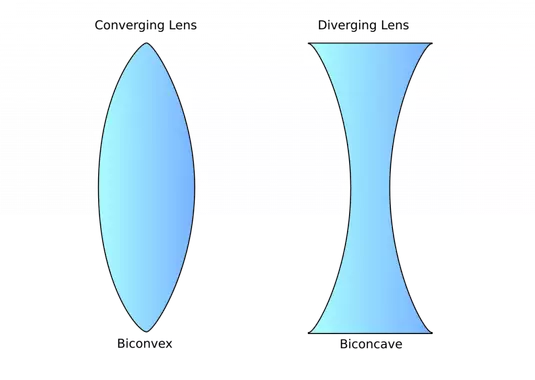 Converging Lens
Diverging Lens
Biconvex
Biconcave